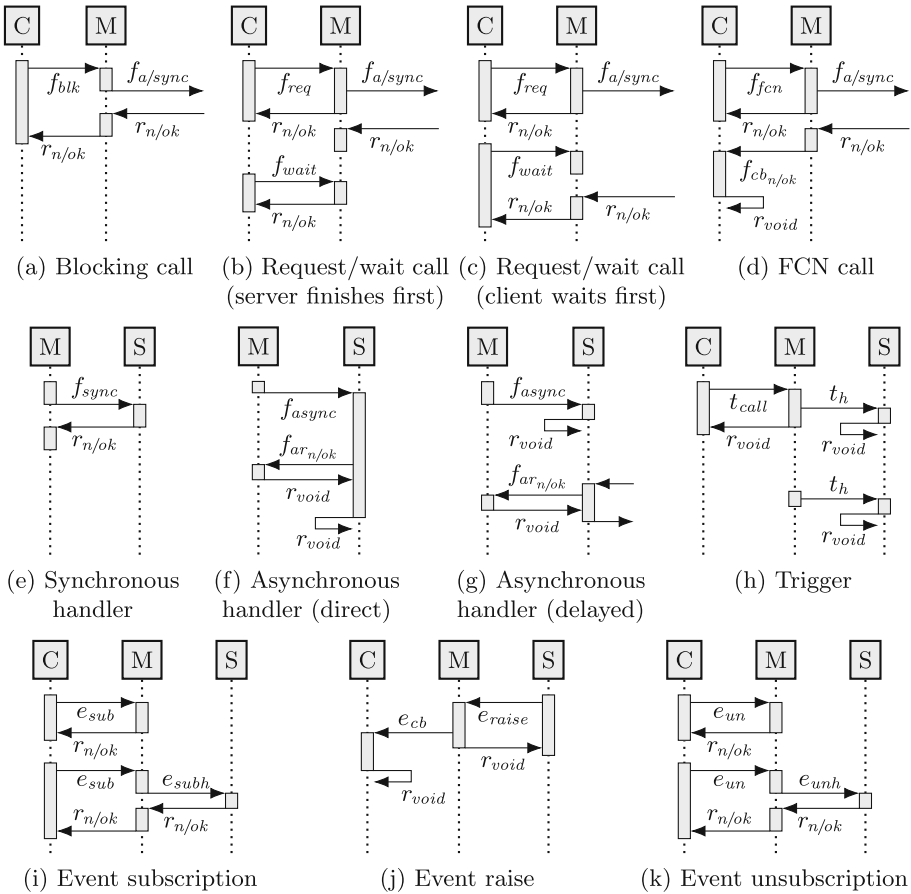 C M C M C M C M
f_blk f_a/sync f_req f_a/sync f_req f_a/sync f_fcn f_a/sync
r_n/ok r_n/ok r_n/ok r_n/ok
r_n/ok r_n/ok f_wait r_n/ok
f_wait f_cb_n/ok
r_n/ok r_n/ok r_n/ok r_void
(a) Blocking call (b) Request/wait call (c) Request/wait call (d) FCN call
(server finishes first) (client waits first)
M S M S M S C M S
f_sync f_async f_async t_call t_h
r_n/ok r_void r_void r_void
f_ar_n/ok f_ar_n/ok t_h
r_void r_void r_void
r_void
(e) Synchronous (f) Asynchronous (g) Asynchronous (h) Trigger
handler handler (direct) handler (delayed)
C M S C M S C M S
e_sub e_cb e_raise e_un
r_n/ok r_void r_n/ok
e_sub e_subh r_void e_un e_unh
r_n/ok r_n/ok r_n/ok r_n/ok
(i) Event subscription (j) Event raise (k) Event unsubscription